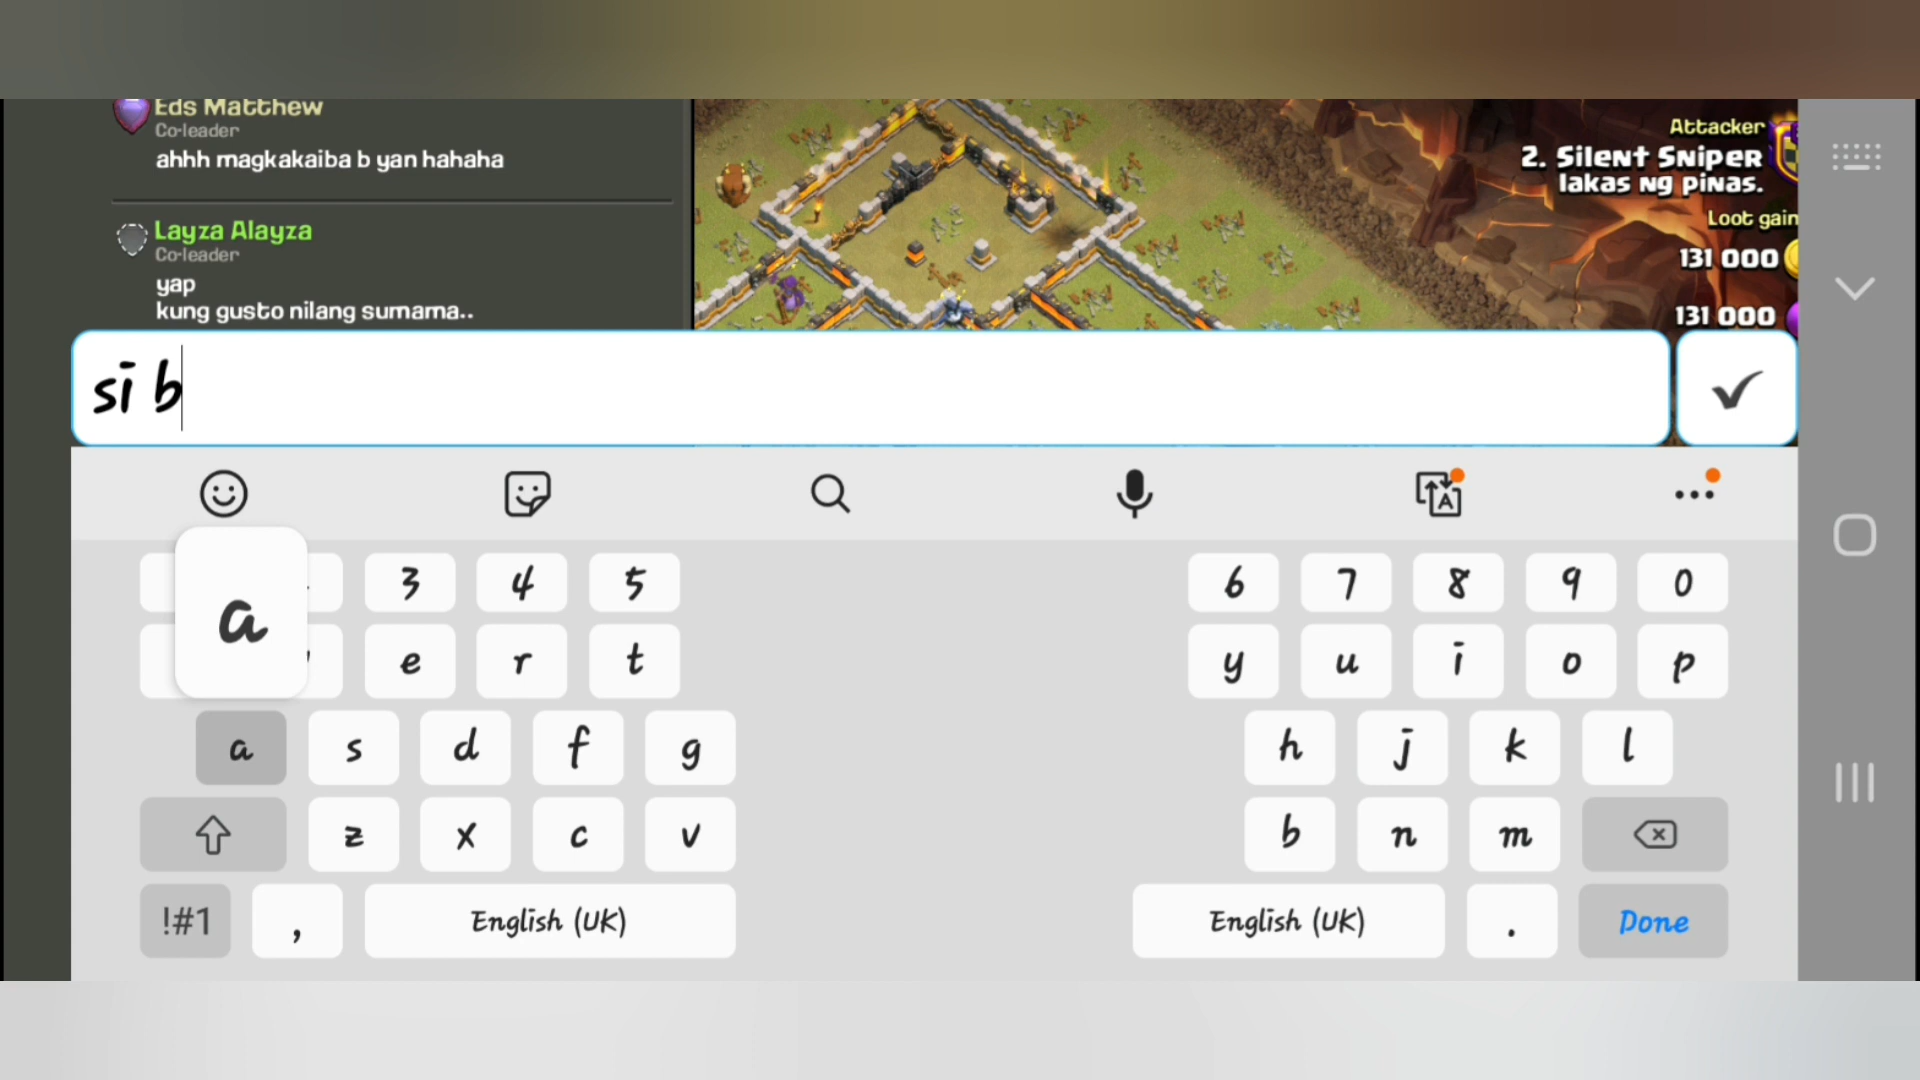 Eds Matthew
Co-leader
ahhh magkakaiba b yan hahaha
Layza Alayza
Co-leader
yap
kung gusto nilang sumama..
Attacker
2. Silent Sniper
lakas ng pinas.
Loot gain
131 000
131 000
si b
a
3 4 5 6 7 8 9 0
e r t y u i o p
a s d f g h j k l
z x c v b n m
!#1 , English (UK) English (UK) . Done